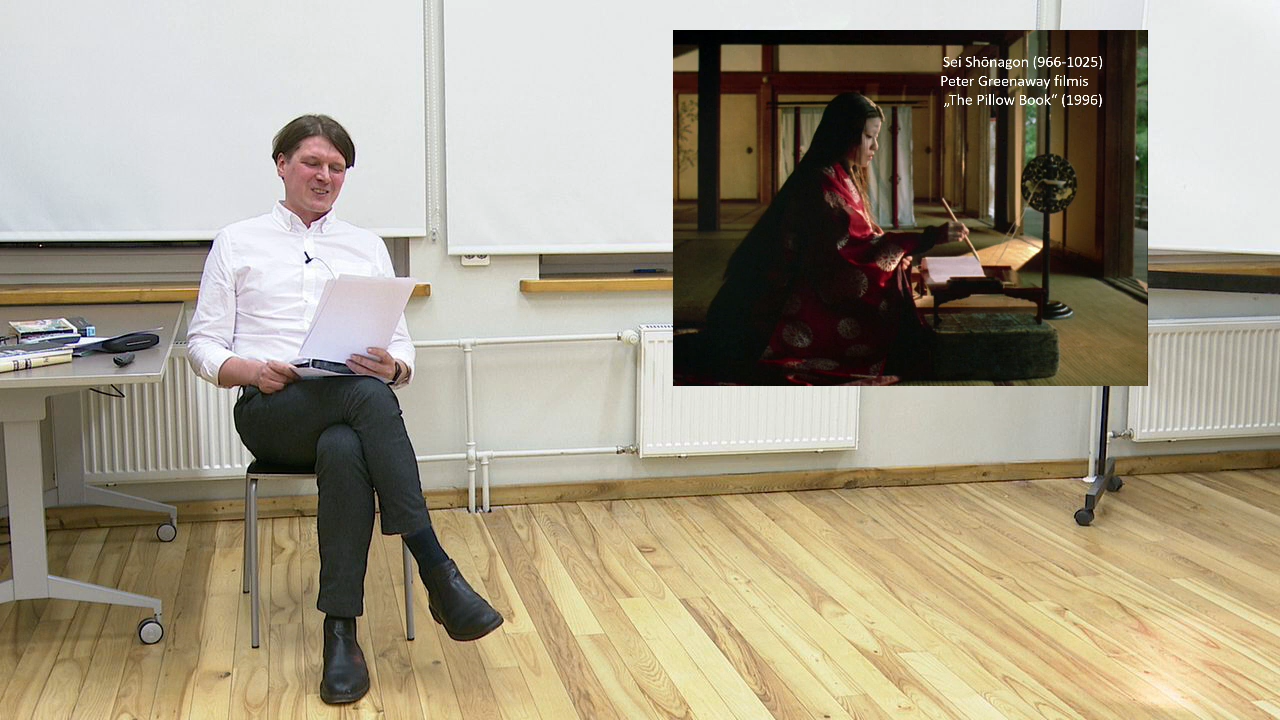 Sei Shōnagon (966-1025)
Peter Greenaway filmis
„The Pillow Book“ (1996)